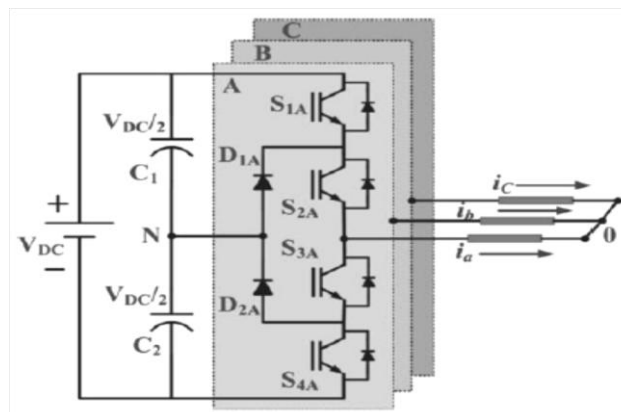 C
B
A
S1A
VDC/2
D1A
C1
S2A
iC
ib
+
VDC
−
N
S3A
0
ia
VDC/2
D2A
C2
S4A